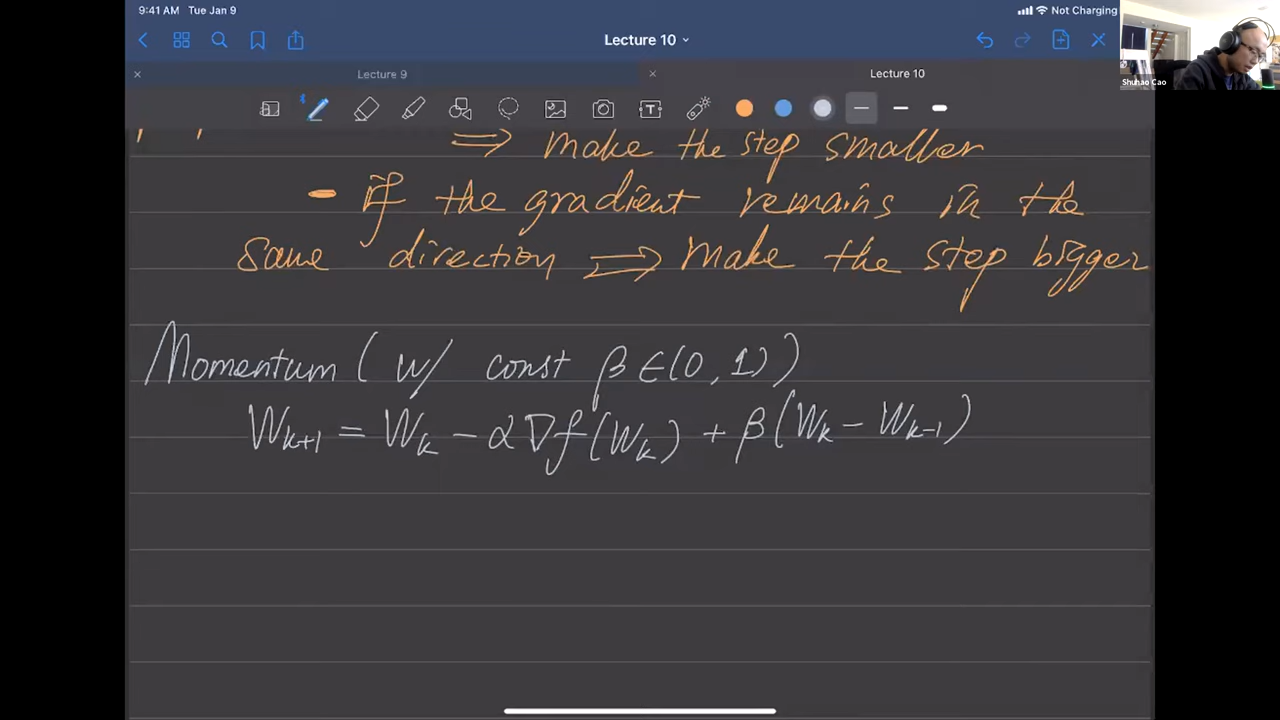 9:41 AM Tue Jan 9
Not Charging
Lecture 10
Shuhao Cao
Lecture 9
Lecture 10
⇒ make the step smaller
- if the gradient remains in the
same direction ⇒ make the step bigger
Momentum ( w/ const β ∈ (0, 1) )
W_{k+1} = W_k - α∇f(W_k) + β(W_k - W_{k-1})